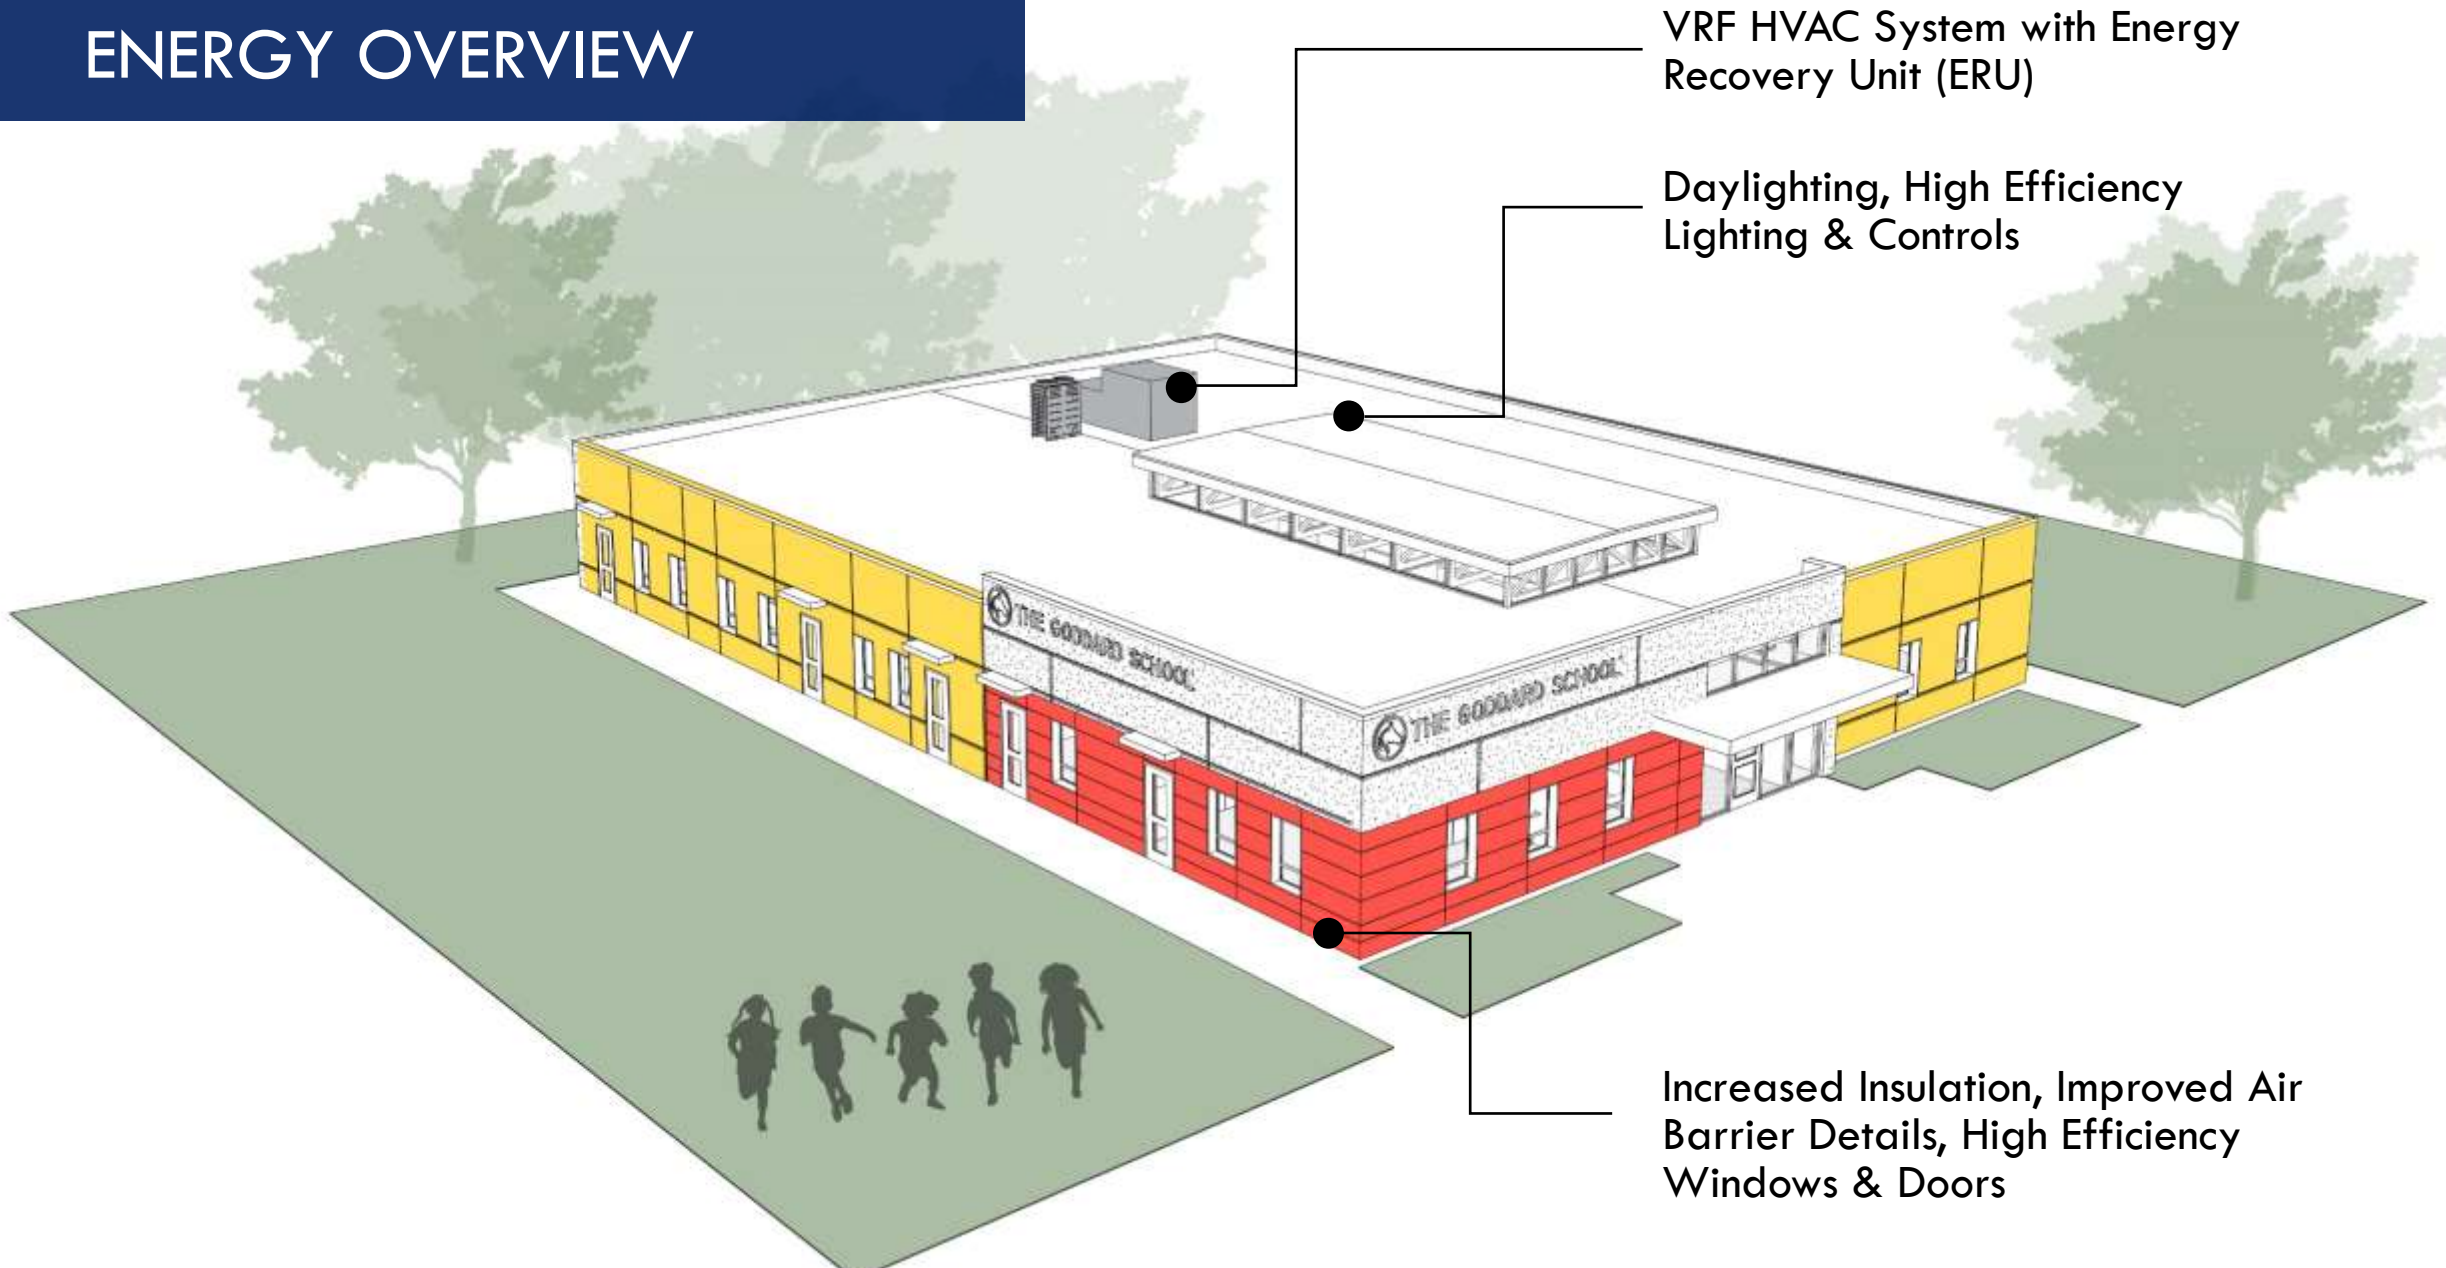 ENERGY OVERVIEW
VRF HVAC System with Energy
Recovery Unit (ERU)
Daylighting, High Efficiency
Lighting & Controls
THE GODDARD SCHOOL
THE GODDARD SCHOOL
Increased Insulation, Improved Air
Barrier Details, High Efficiency
Windows & Doors